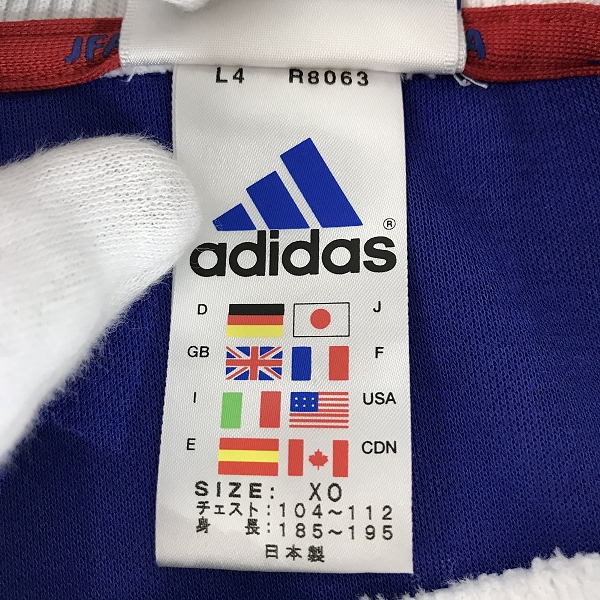 JFA
A
L4 R8063
adidas®
D J
GB F
I USA
E CDN
SIZE: XO
チェスト: 104～112
身長: 185～195
日本製